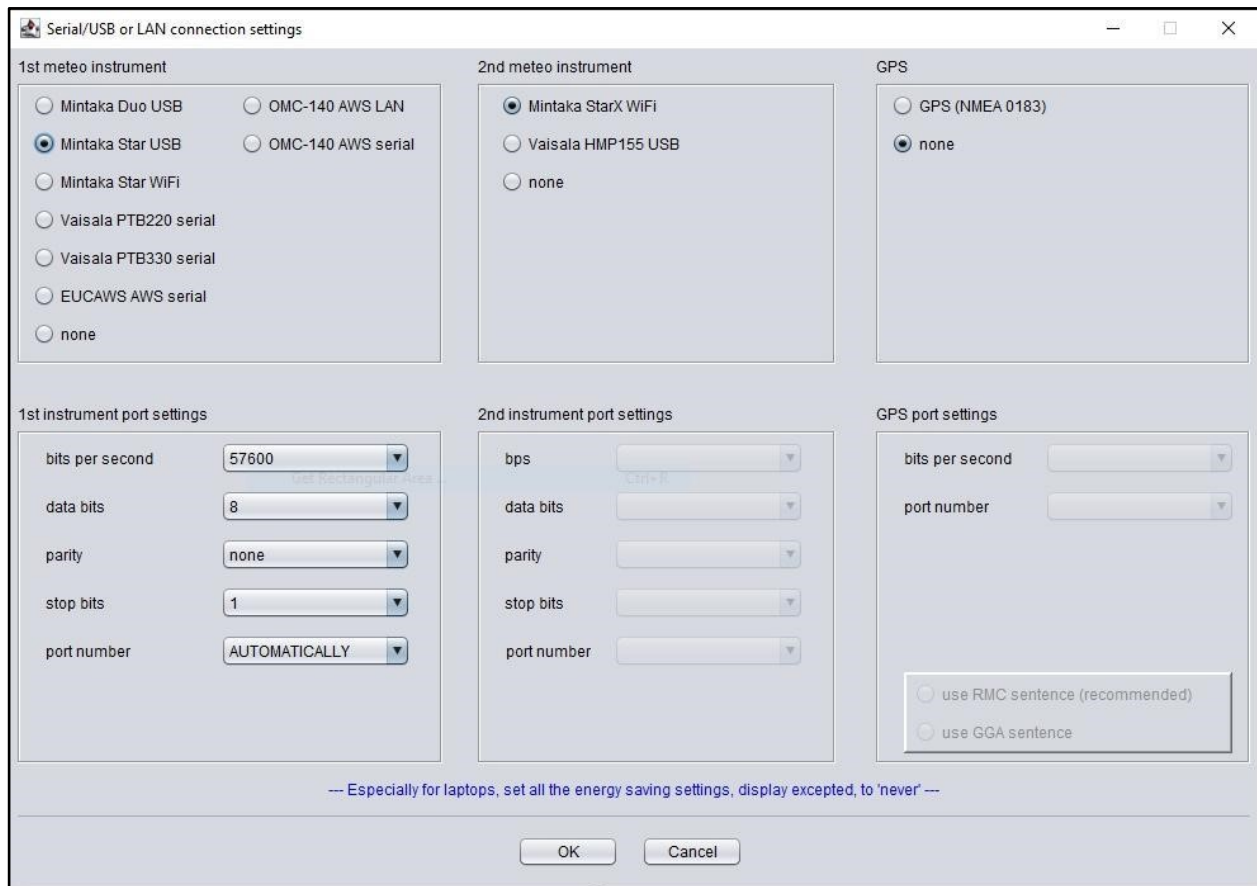 Serial/USB or LAN connection settings
1st meteo instrument
Mintaka Duo USB
OMC-140 AWS LAN
Mintaka Star USB
OMC-140 AWS serial
Mintaka Star WiFi
Vaisala PTB220 serial
Vaisala PTB330 serial
EUCAWS AWS serial
none
2nd meteo instrument
Mintaka StarX WiFi
Vaisala HMP155 USB
none
GPS
GPS (NMEA 0183)
none
1st instrument port settings
bits per second 57600
Get Rectangular Area Ctrl+R
data bits 8
parity none
stop bits 1
port number AUTOMATICALLY
2nd instrument port settings
bps
data bits
parity
stop bits
port number
GPS port settings
bits per second
port number
use RMC sentence (recommended)
use GGA sentence
--- Especially for laptops, set all the energy saving settings, display excepted, to 'never' ---
OK Cancel